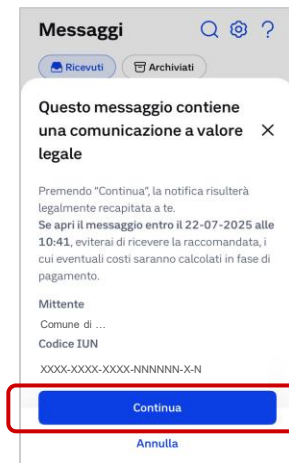 Messaggi
Ricevuti
Archiviati
Questo messaggio contiene
una comunicazione a valore
legale
Premendo "Continua", la notifica risulterà
legalmente recapitata a te.
Se apri il messaggio entro il 22-07-2025 alle
10:41, eviterai di ricevere la raccomandata, i
cui eventuali costi saranno calcolati in fase di
pagamento.
Mittente
Comune di ...
Codice IUN
XXXX-XXXX-XXXX-NNNNNN-X-N
Continua
Annulla